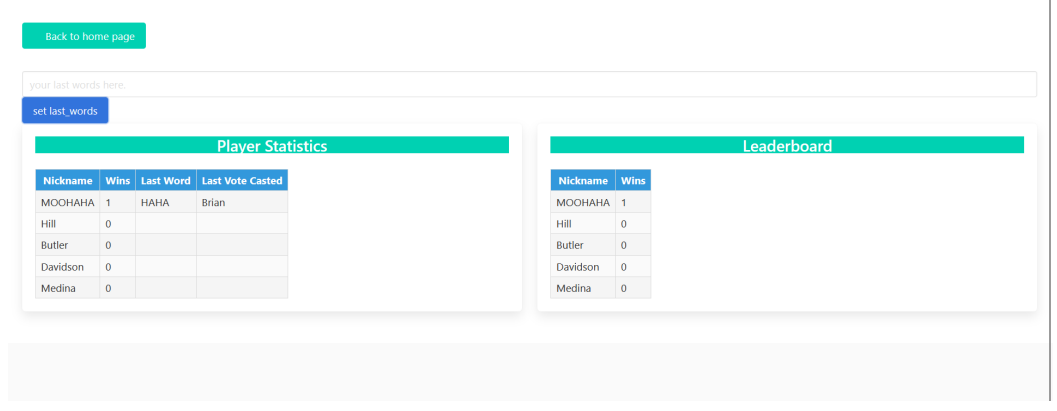 Back to home page
your last words here.
set last_words
Player Statistics
Nickname Wins Last Word Last Vote Casted
MOOHAHA 1 HAHA Brian
Hill 0
Butler 0
Davidson 0
Medina 0
Leaderboard
Nickname Wins
MOOHAHA 1
Hill 0
Butler 0
Davidson 0
Medina 0